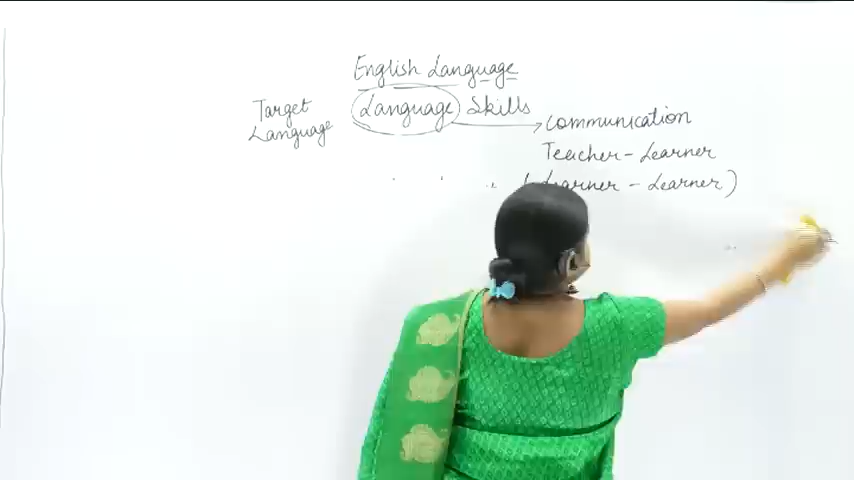 English Language
Target Language Skills
Language
Communication
Teacher - Learner
(Learner - Learner)